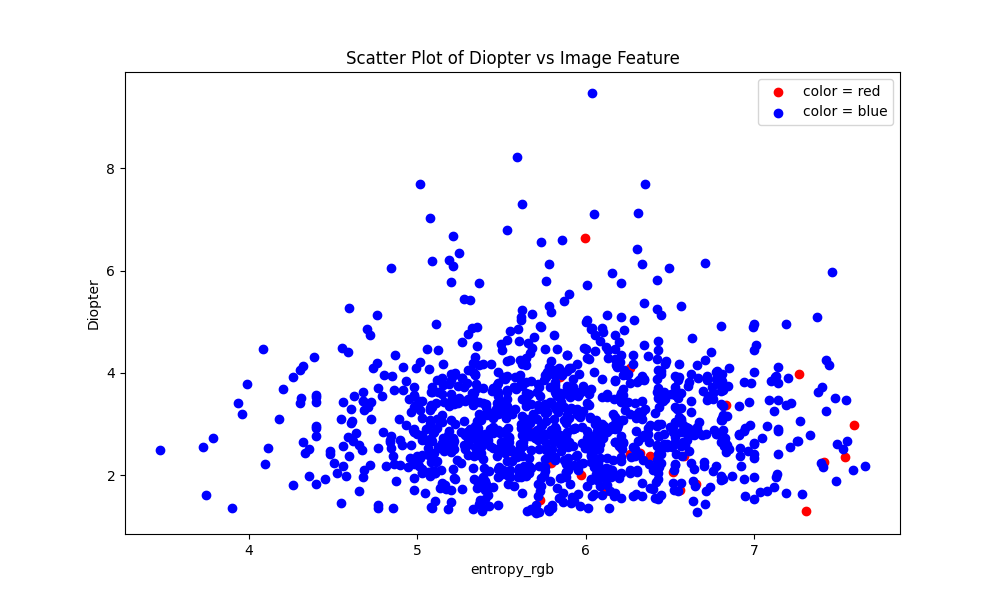 Scatter Plot of Diopter vs Image Feature
color = red
color = blue
Diopter
8
6
4
2
4 5 6 7
entropy_rgb